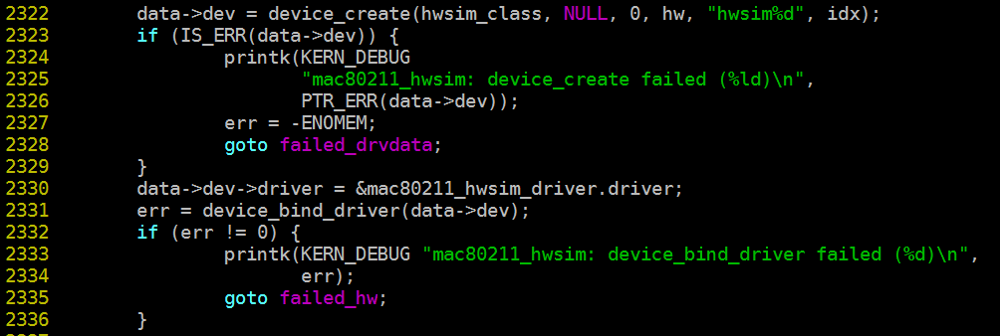 2322        data->dev = device_create(hwsim_class, NULL, 0, hw, "hwsim%d", idx);
2323        if (IS_ERR(data->dev)) {
2324                printk(KERN_DEBUG
2325                       "mac80211_hwsim: device_create failed (%ld)\n",
2326                       PTR_ERR(data->dev));
2327                err = -ENOMEM;
2328                goto failed_drvdata;
2329        }
2330        data->dev->driver = &mac80211_hwsim_driver.driver;
2331        err = device_bind_driver(data->dev);
2332        if (err != 0) {
2333                printk(KERN_DEBUG "mac80211_hwsim: device_bind_driver failed (%d)\n",
2334                       err);
2335                goto failed_hw;
2336        }